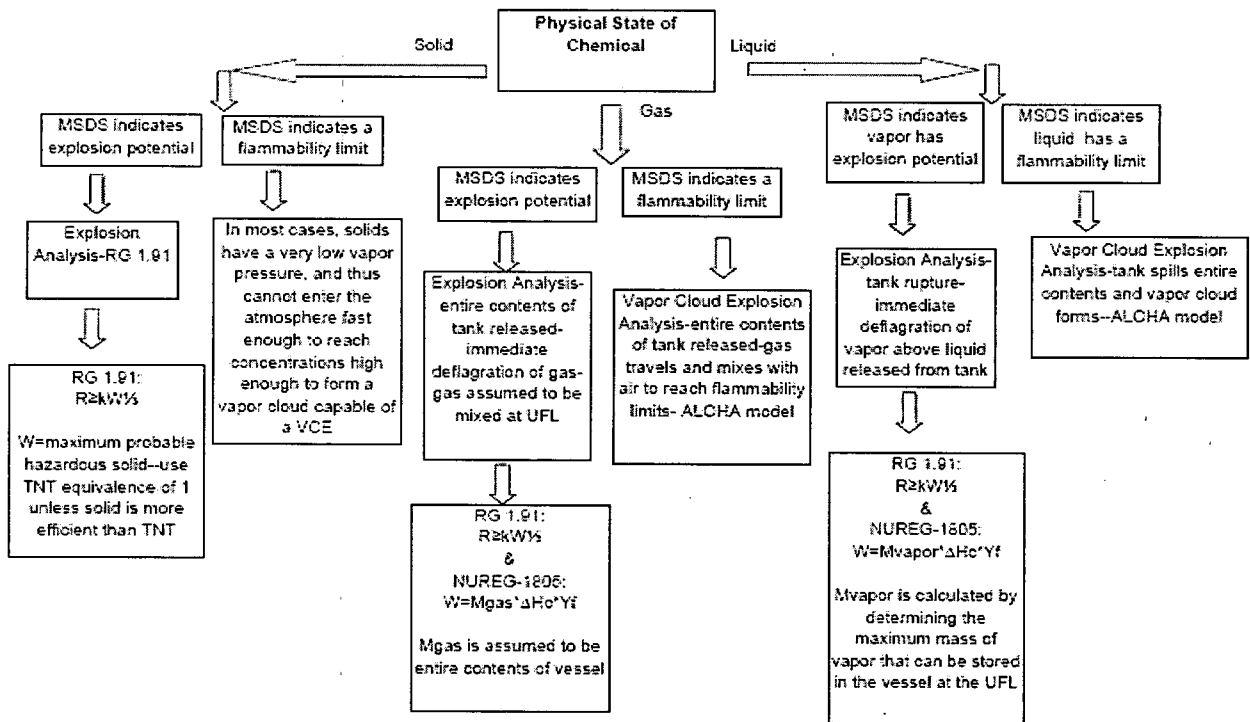 Physical State of
Chemical
Solid
Liquid
Gas
MSDS indicates
explosion potential
MSDS indicates a
flammability limit
Explosion
Analysis-RG 1.91
In most cases, solids
have a very low vapor
pressure, and thus
cannot enter the
atmosphere fast
enough to reach
concentrations high
enough to form a
vapor cloud capable of
a VCE
RG 1.91:
R≥kW⅓
W=maximum probable
hazardous solid--use
TNT equivalence of 1
unless solid is more
efficient than TNT
MSDS indicates
explosion potential
MSDS indicates a
flammability limit
Explosion Analysis-
entire contents of
tank released-
immediate
deflagration of gas-
gas assumed to be
mixed at UFL
Vapor Cloud Explosion
Analysis-entire contents
of tank released-gas
travels and mixes with
air to reach flammability
limits- ALCHA model
RG 1.91:
R≥kW⅓
&
NUREG-1805:
W=Mgas*ΔHc*Yf
Mgas is assumed to be
entire contents of vessel
MSDS indicates
vapor has
explosion potential
MSDS indicates
liquid has a
flammability limit
Explosion Analysis-
tank rupture-
immediate
deflagration of
vapor above liquid
released from tank
Vapor Cloud Explosion
Analysis-tank spills entire
contents and vapor cloud
forms--ALCHA model
RG 1.91:
R≥kW⅓
&
NUREG-1805:
W=Mvapor*ΔHc*Yf
Mvapor is calculated by
determining the
maximum mass of
vapor that can be stored
in the vessel at the UFL